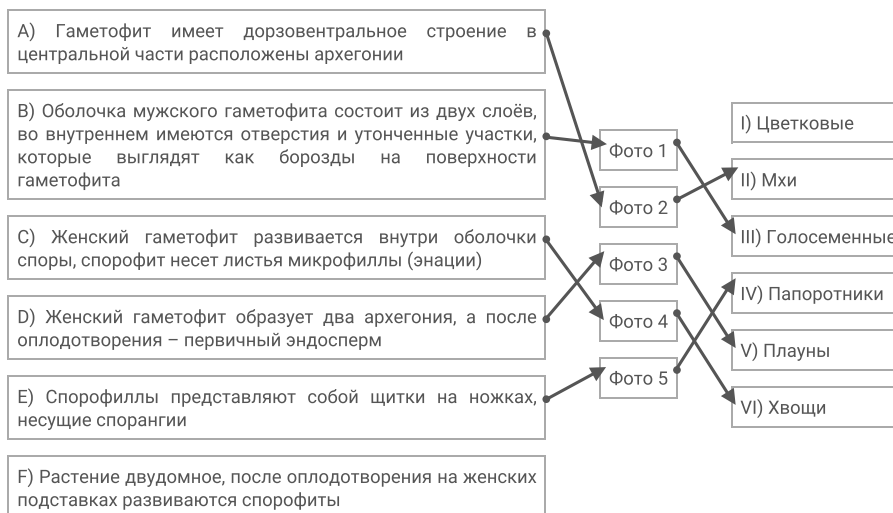 A) Гаметофит имеет дорзовентральное строение в
центральной части расположены архегонии
B) Оболочка мужского гаметофита состоит из двух слоёв,
во внутреннем имеются отверстия и утонченные участки,
которые выглядят как борозды на поверхности
гаметофита
C) Женский гаметофит развивается внутри оболочки
споры, спорофит несет листья микрофиллы (энации)
D) Женский гаметофит образует два архегония, а после
оплодотворения – первичный эндосперм
E) Спорофиллы представляют собой щитки на ножках,
несущие спорангии
F) Растение двудомное, после оплодотворения на женских
подставках развиваются спорофиты
Фото 1
Фото 2
Фото 3
Фото 4
Фото 5
I) Цветковые
II) Мхи
III) Голосеменные
IV) Папоротники
V) Плауны
VI) Хвощи